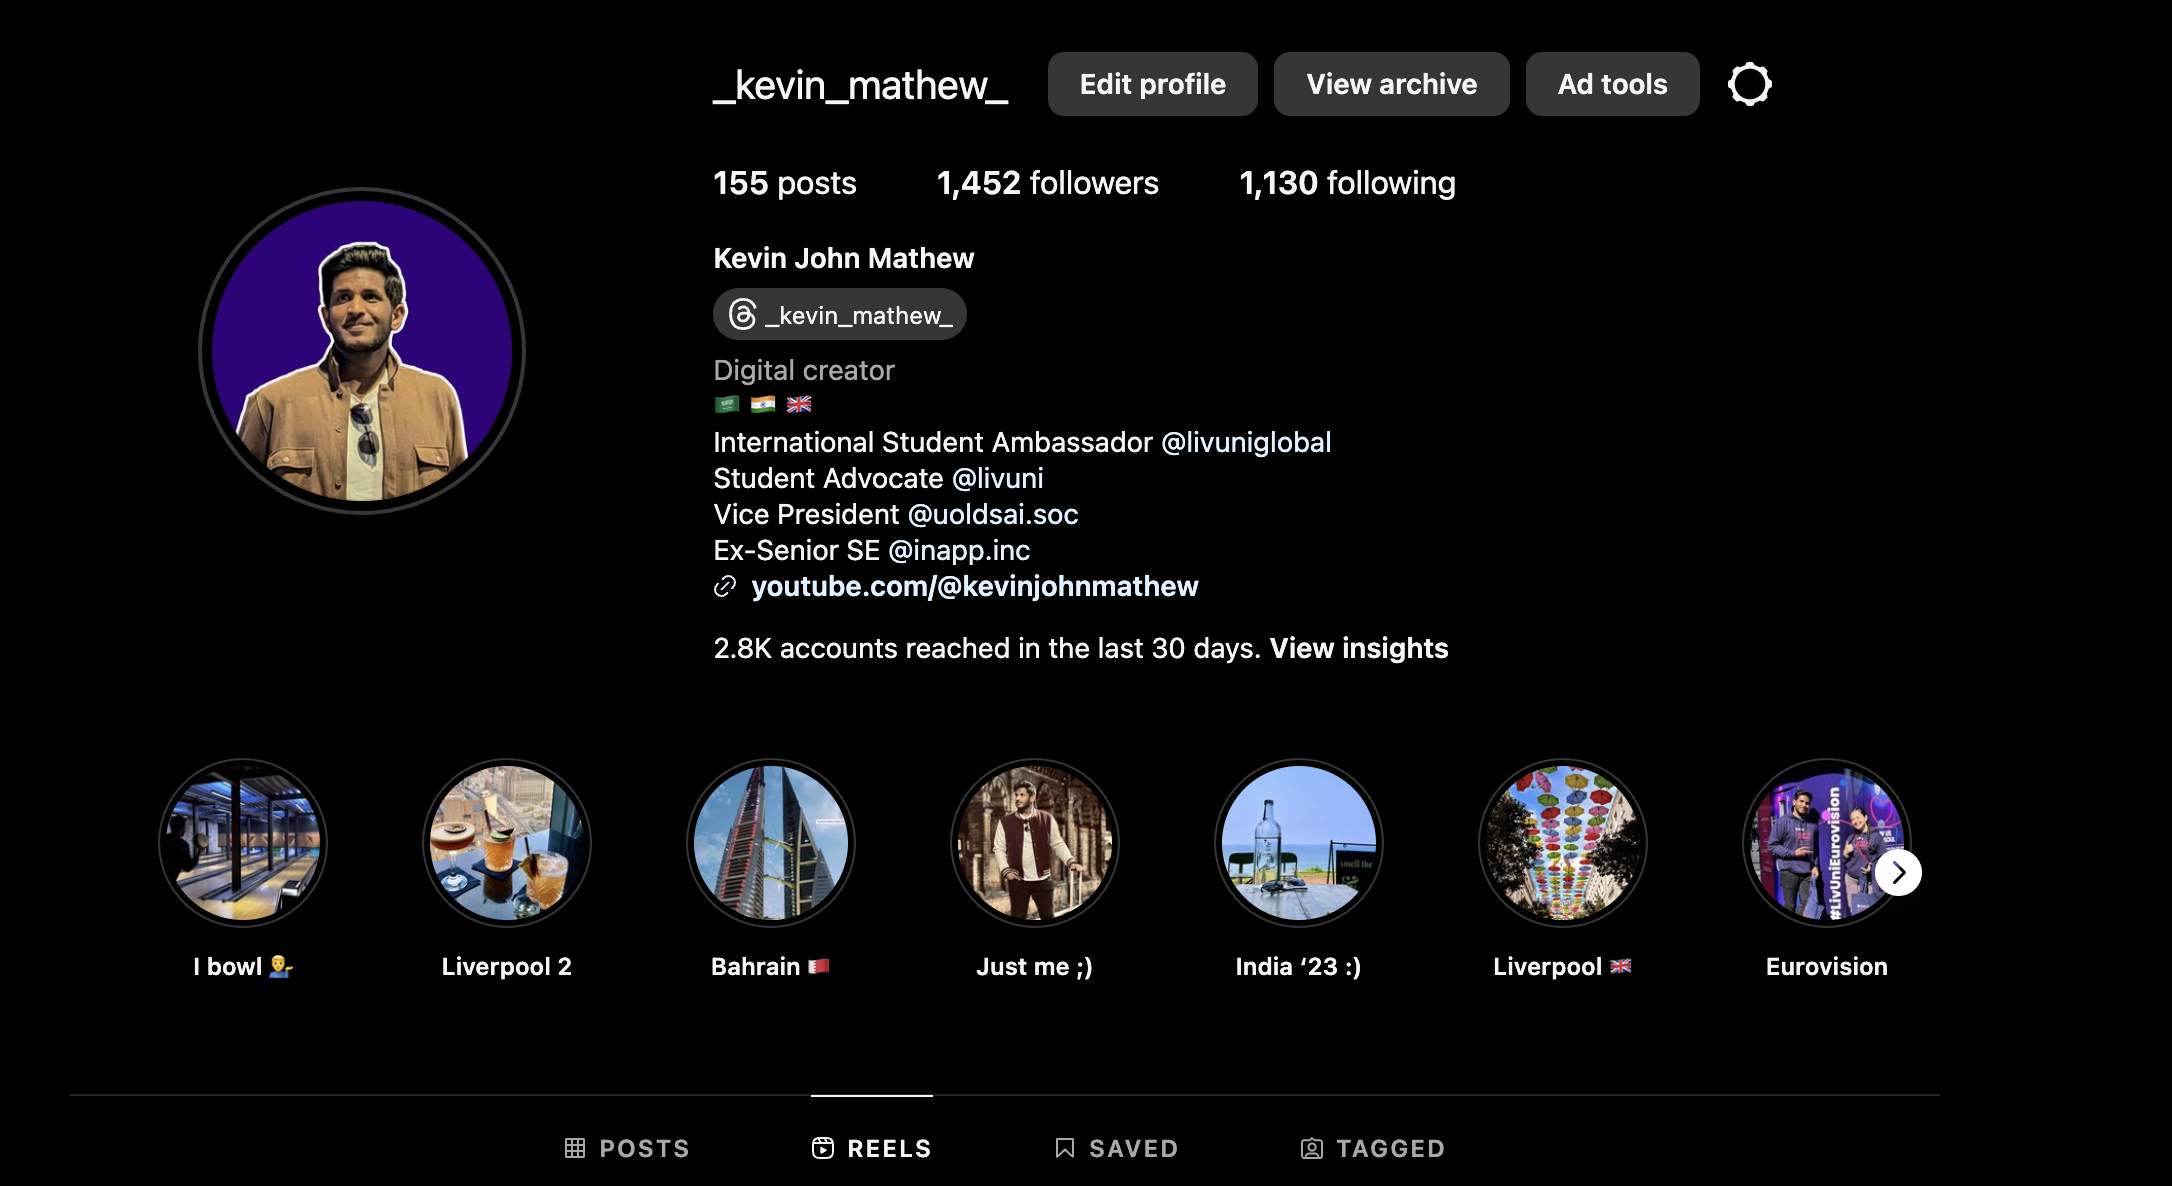 _kevin_mathew_ Edit profile View archive Ad tools
155 posts 1,452 followers 1,130 following
Kevin John Mathew
_kevin_mathew_
Digital creator
🇸🇦 🇮🇳 🇬🇧
International Student Ambassador @livuniglobal
Student Advocate @livuni
Vice President @uoldsai.soc
Ex-Senior SE @inapp.inc
youtube.com/@kevinjohnmathew
2.8K accounts reached in the last 30 days. View insights
smell the
#LivUniEurovision
I bowl 💁‍♂️ Liverpool 2 Bahrain 🇧🇭 Just me ;) India ‘23 :) Liverpool 🇬🇧 Eurovision
POSTS REELS SAVED TAGGED